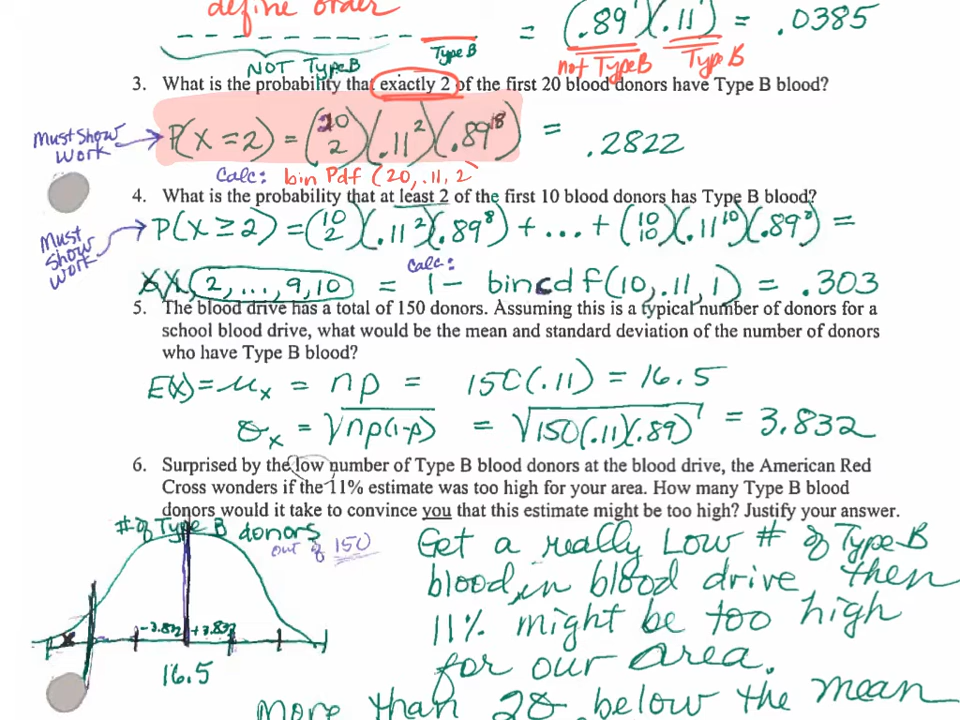 define order
_ _ _ _ _ _ _ _ _ _ = (.89)(.11) = .0385
NOT Type B Type B not Type B Type B
3. What is the probability that exactly 2 of the first 20 blood donors have Type B blood?
Must Show Work → P(X = 2) = (20 2)(.11²)(.89¹⁸) = .2822
Calc: bin Pdf (20, .11, 2
4. What is the probability that at least 2 of the first 10 blood donors has Type B blood?
Must Show Work → P(X ≥ 2) = (10 2)(.11²)(.89⁸) + ... + (10 10)(.11¹⁰)(.89⁰) =
2, ..., 9, 10 = Calc: 1 - bincdf(10, .11, 1) = .303
5. The blood drive has a total of 150 donors. Assuming this is a typical number of donors for a
school blood drive, what would be the mean and standard deviation of the number of donors
who have Type B blood?
E(X) = μₓ = np = 150(.11) = 16.5
σₓ = √np(1-p) = √150(.11)(.89) = 3.832
6. Surprised by the low number of Type B blood donors at the blood drive, the American Red
Cross wonders if the 11% estimate was too high for your area. How many Type B blood
donors would it take to convince you that this estimate might be too high? Justify your answer.
# of Type B donors
out of 150
-3.832 +3.832
16.5
Get a really Low # of Type B
blood in blood drive, then
11% might be too high
for our area.
More than 2σ below the mean